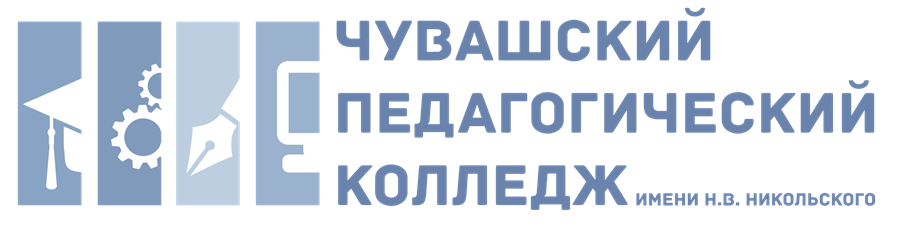 ЧУВАШСКИЙ
ПЕДАГОГИЧЕСКИЙ
КОЛЛЕДЖ ИМЕНИ Н.В. НИКОЛЬСКОГО